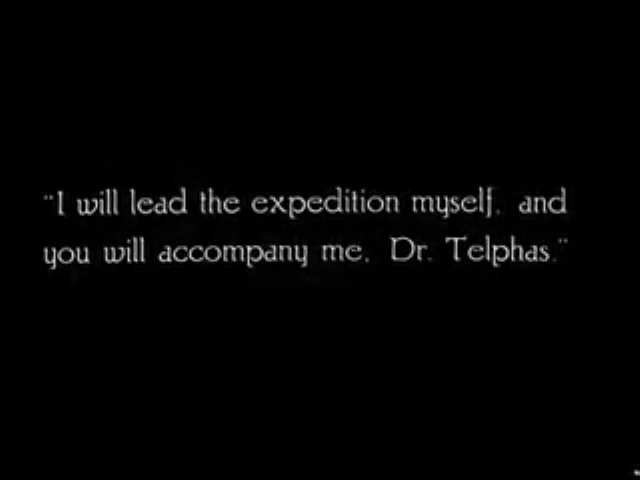 "I will lead the expedition myself, and
you will accompany me, Dr. Telphas."